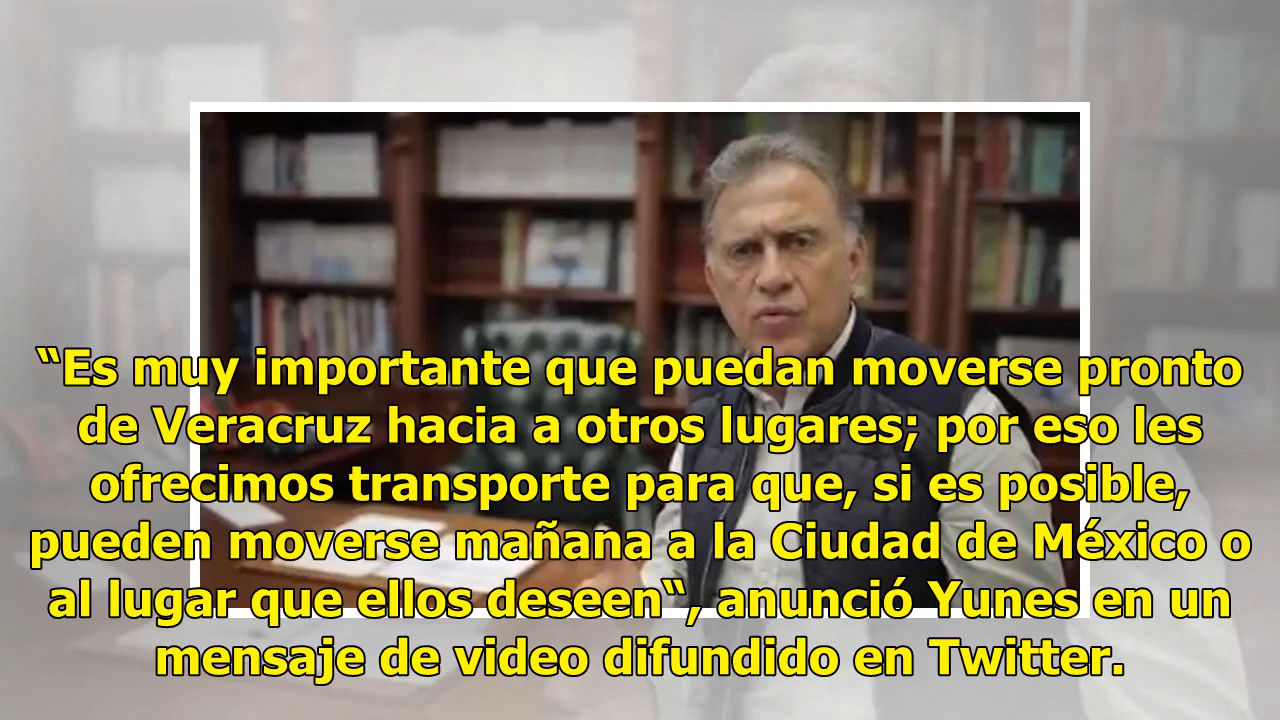 “Es muy importante que puedan moverse pronto
de Veracruz hacia a otros lugares; por eso les
ofrecimos transporte para que, si es posible,
pueden moverse mañana a la Ciudad de México o
al lugar que ellos deseen“, anunció Yunes en un
mensaje de video difundido en Twitter.